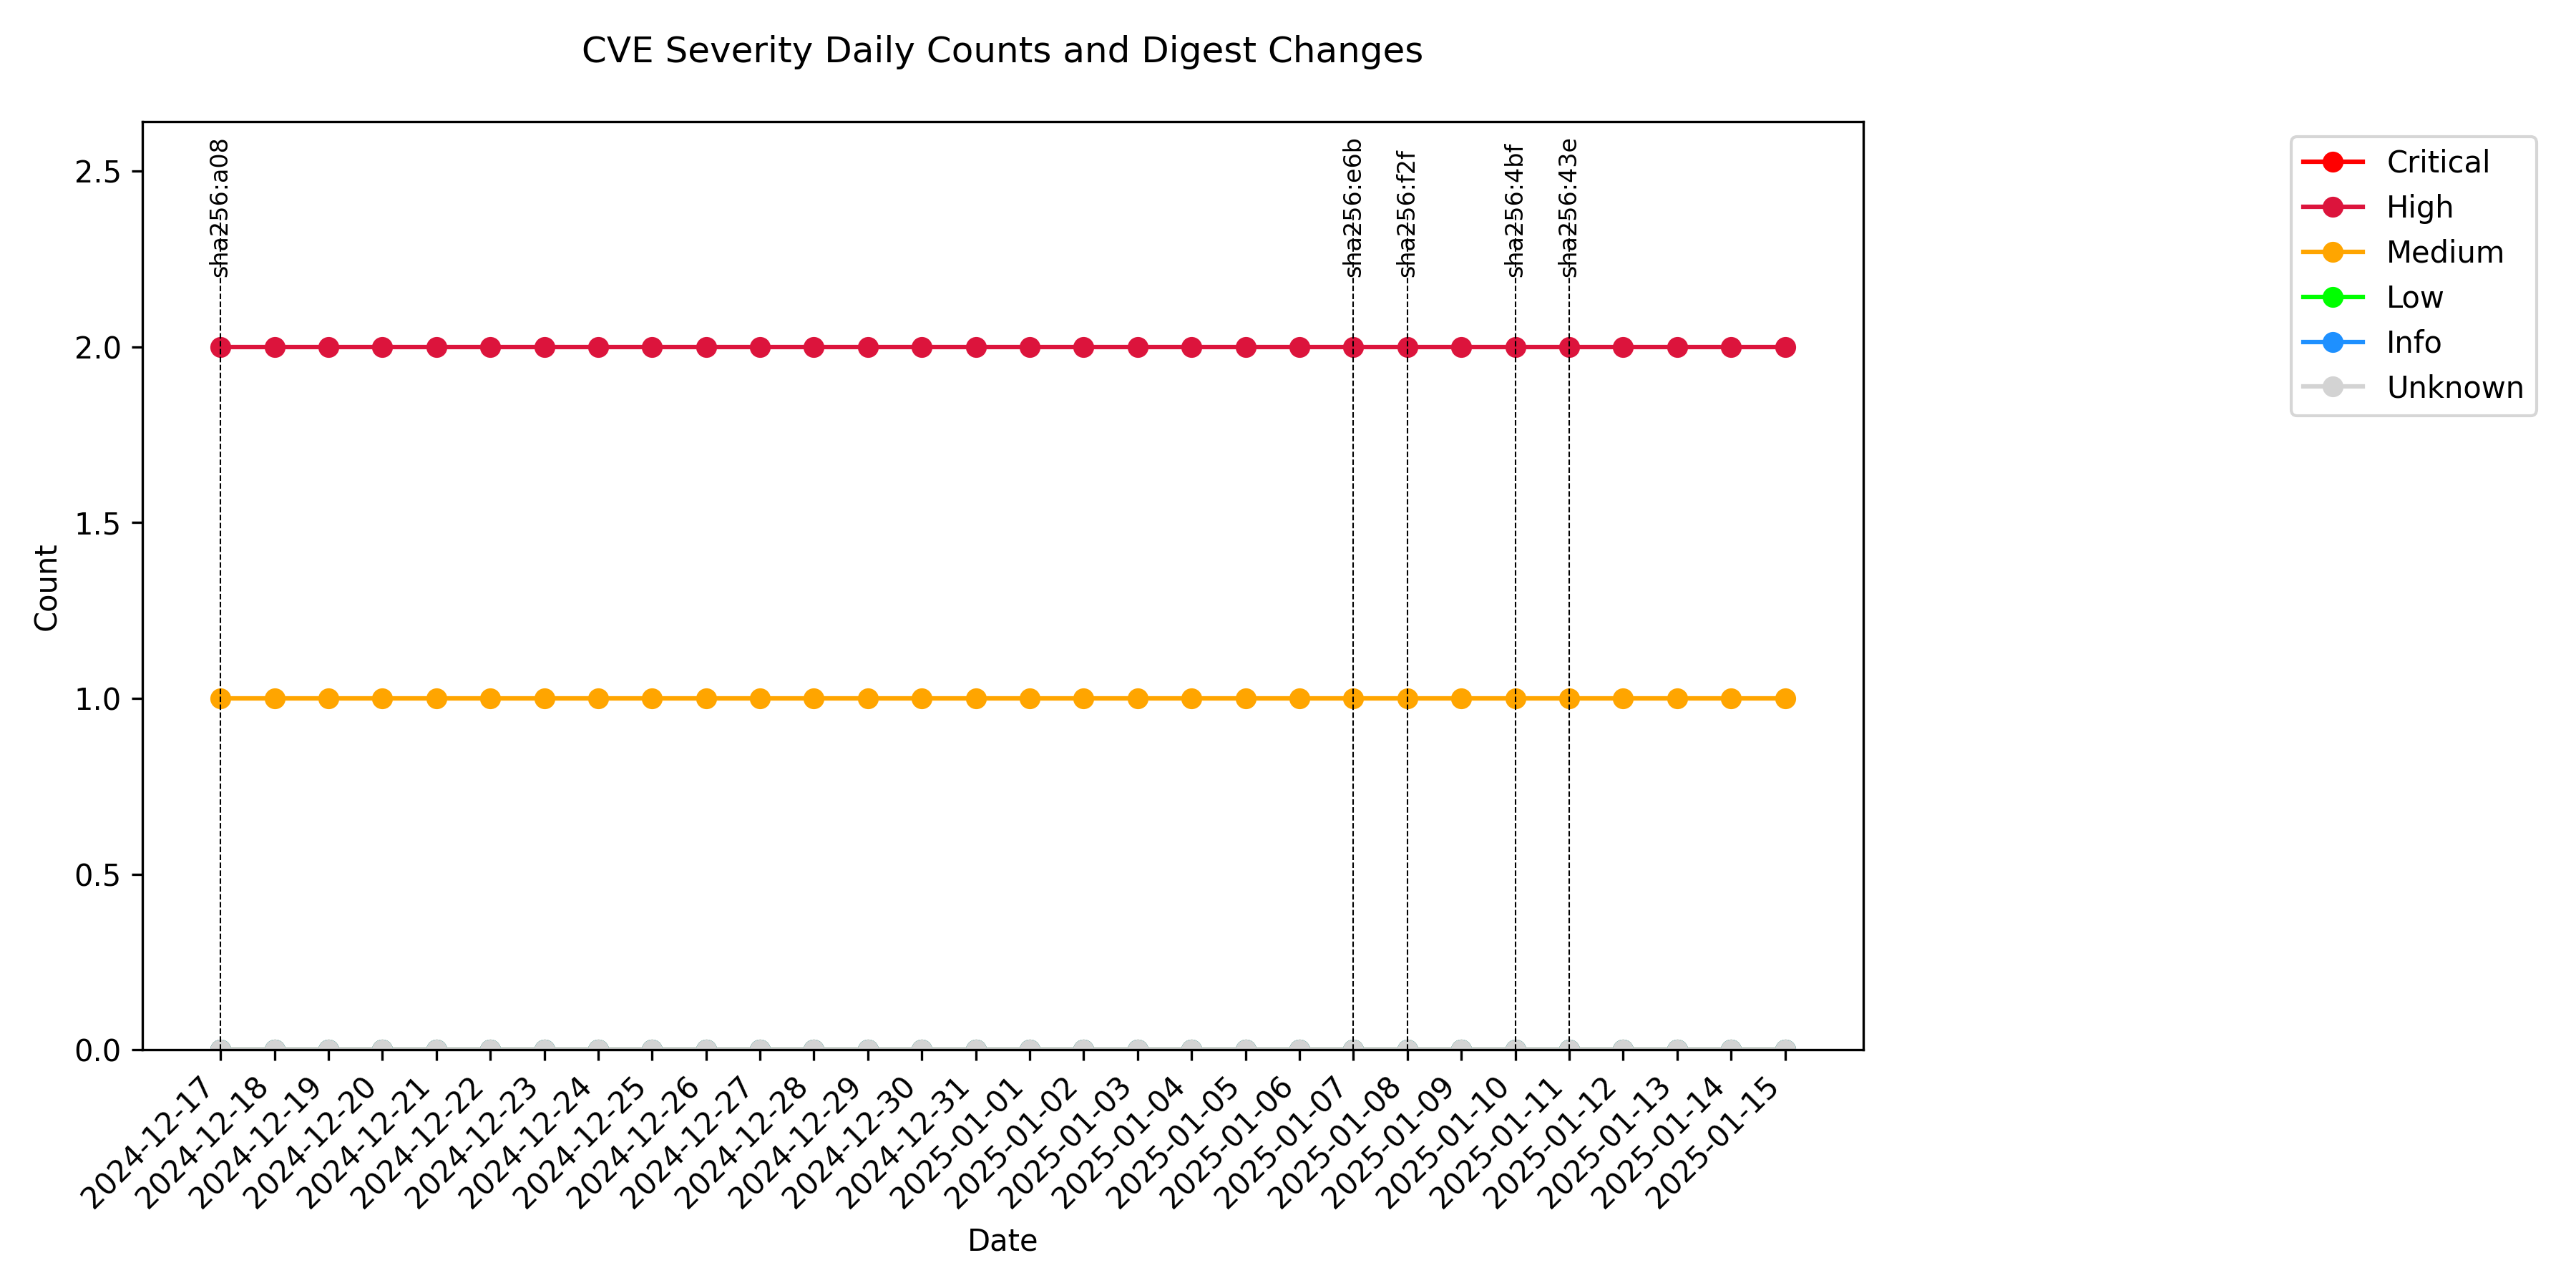 CVE Severity Daily Counts and Digest Changes
sha256:a08
sha256:e6b
sha256:f2f
sha256:4bf
sha256:43e
Critical
High
Medium
Low
Info
Unknown
2.5
2.0
1.5
1.0
0.5
0.0
Count
2024-12-17
2024-12-18
2024-12-19
2024-12-20
2024-12-21
2024-12-22
2024-12-23
2024-12-24
2024-12-25
2024-12-26
2024-12-27
2024-12-28
2024-12-29
2024-12-30
2024-12-31
2025-01-01
2025-01-02
2025-01-03
2025-01-04
2025-01-05
2025-01-06
2025-01-07
2025-01-08
2025-01-09
2025-01-10
2025-01-11
2025-01-12
2025-01-13
2025-01-14
2025-01-15
Date